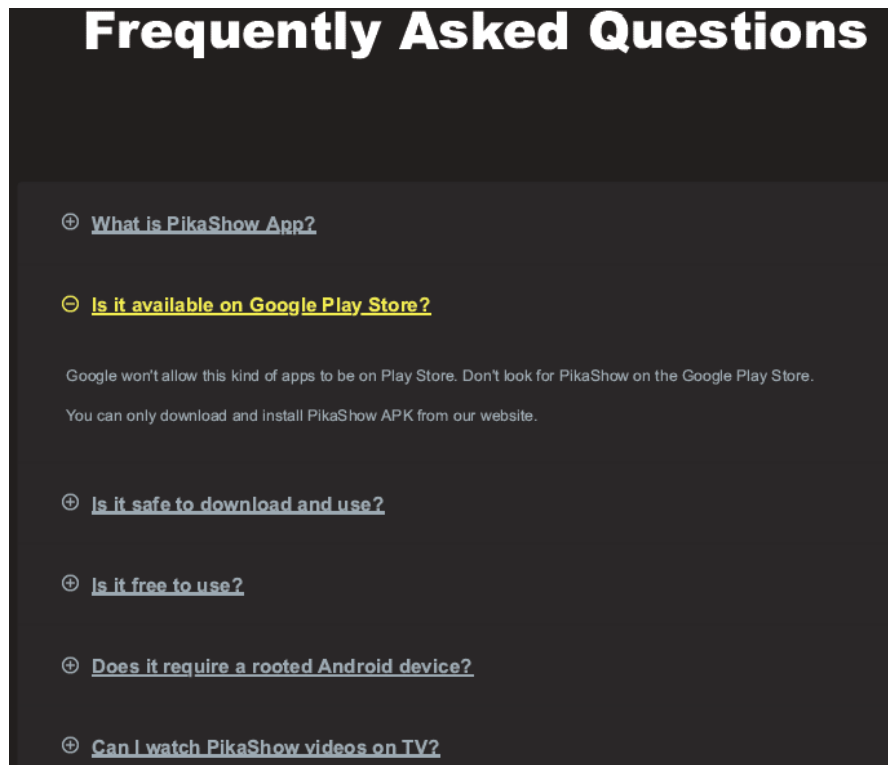 Frequently Asked Questions
What is PikaShow App?
Is it available on Google Play Store?
Google won't allow this kind of apps to be on Play Store. Don't look for PikaShow on the Google Play Store.
You can only download and install PikaShow APK from our website.
Is it safe to download and use?
Is it free to use?
Does it require a rooted Android device?
Can I watch PikaShow videos on TV?